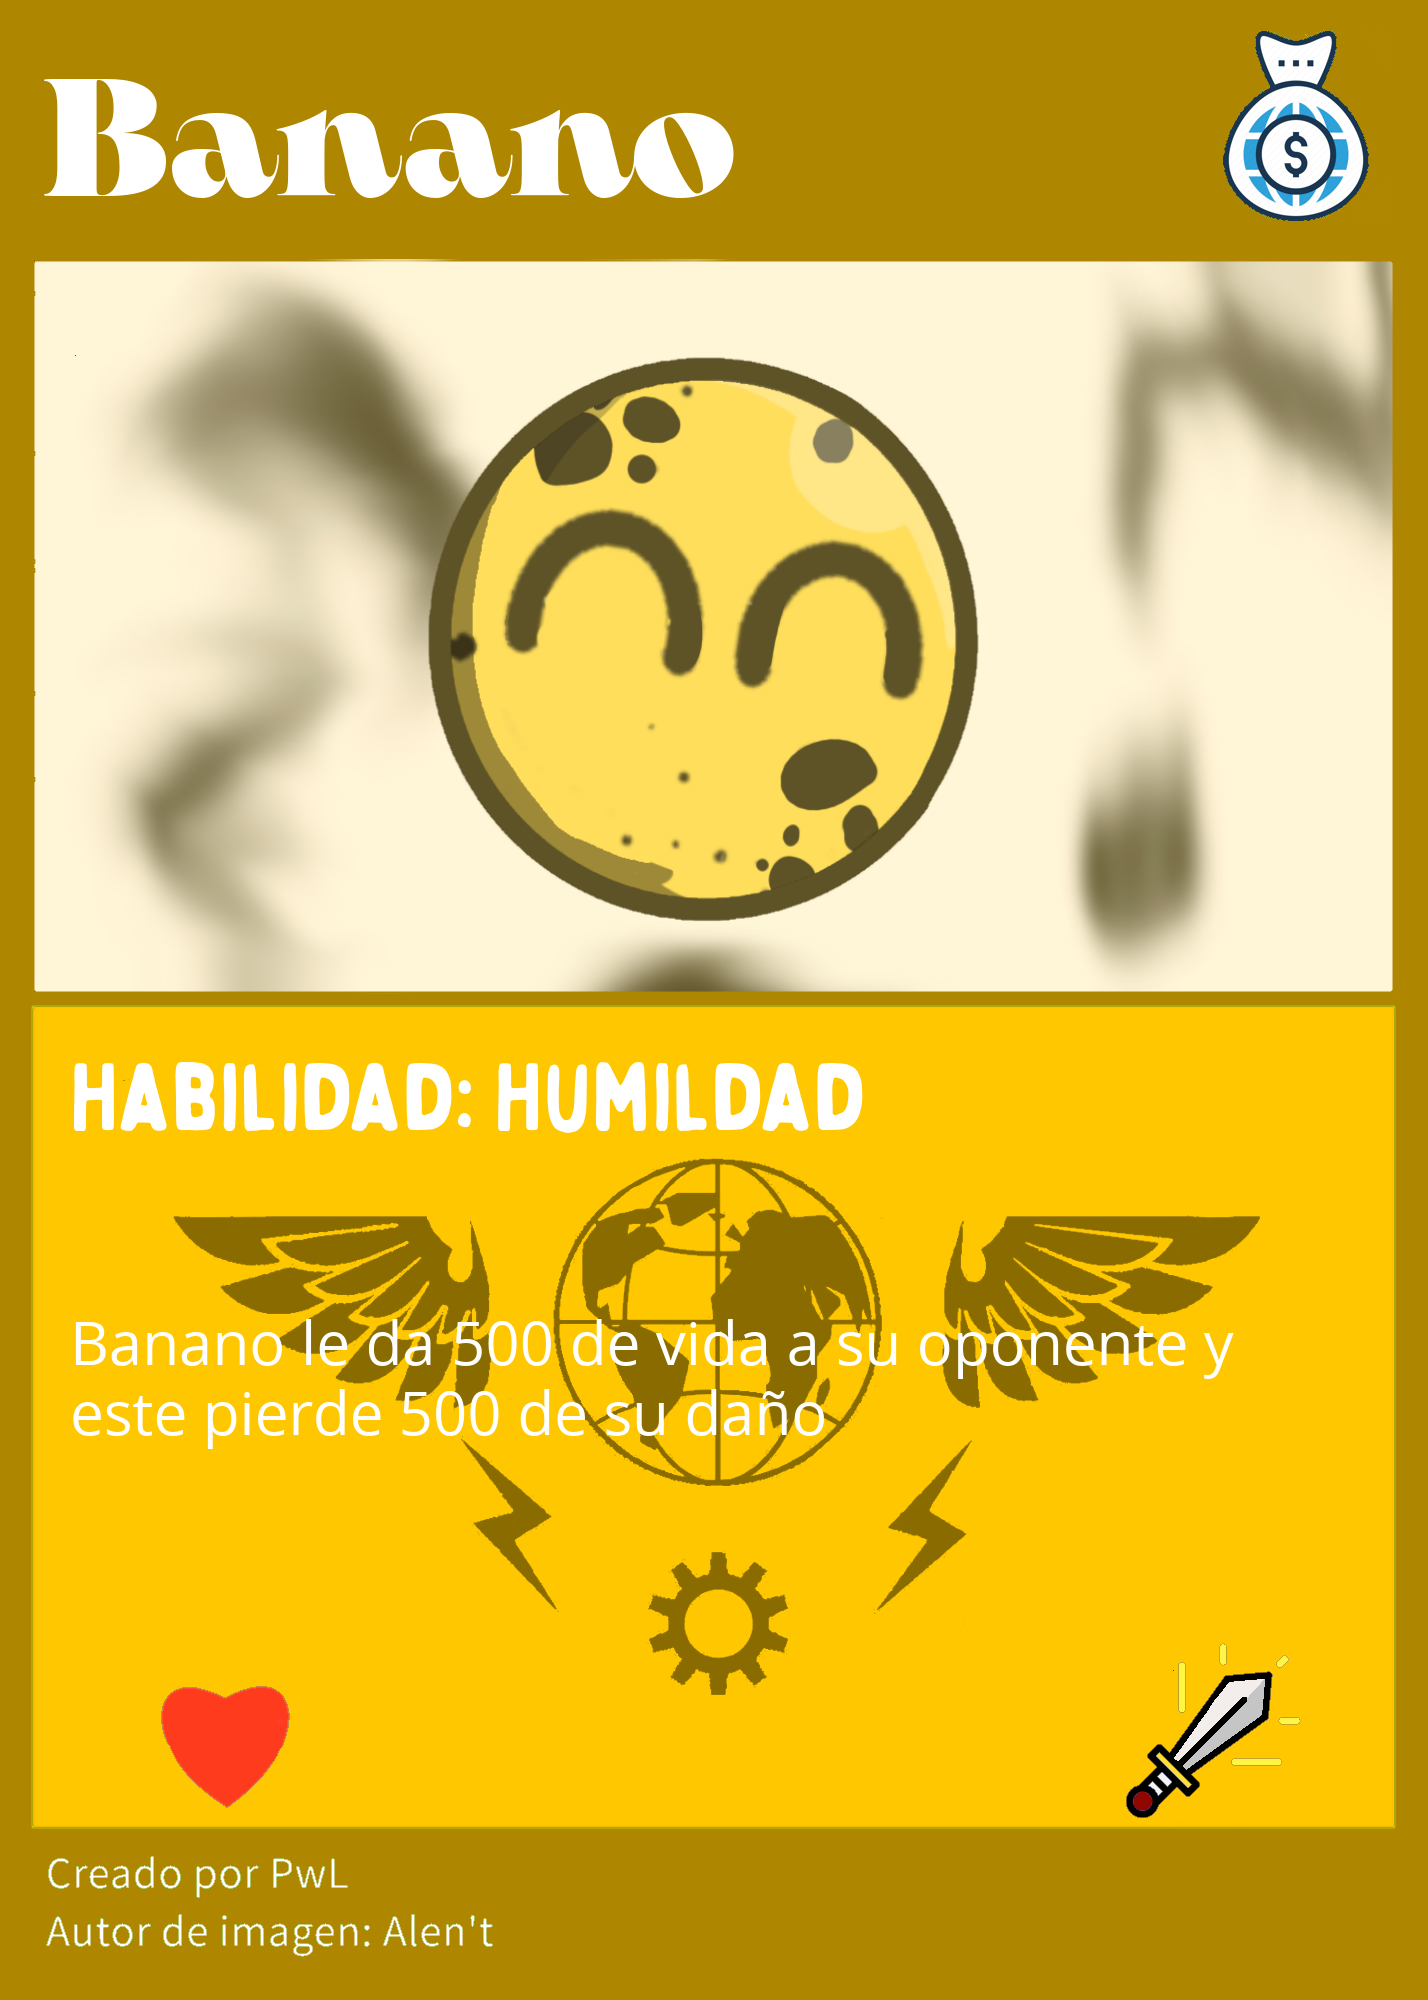 Banano
$
HABILIDAD: HUMILDAD
Banano le da 500 de vida a su oponente y
este pierde 500 de su daño
Creado por PwL
Autor de imagen: Alen't